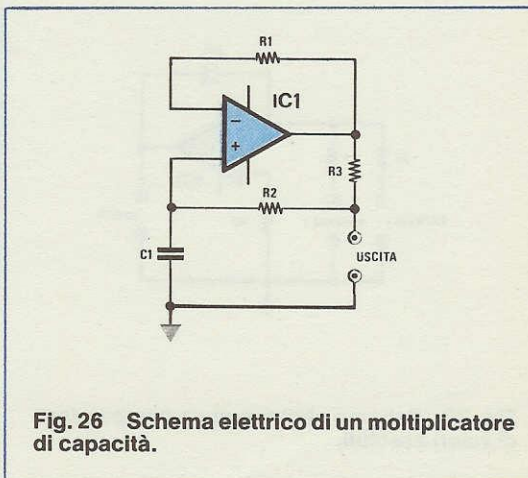 R1
IC1
−
+
R3
R2
C1
USCITA
Fig. 26 Schema elettrico di un moltiplicatore
di capacità.